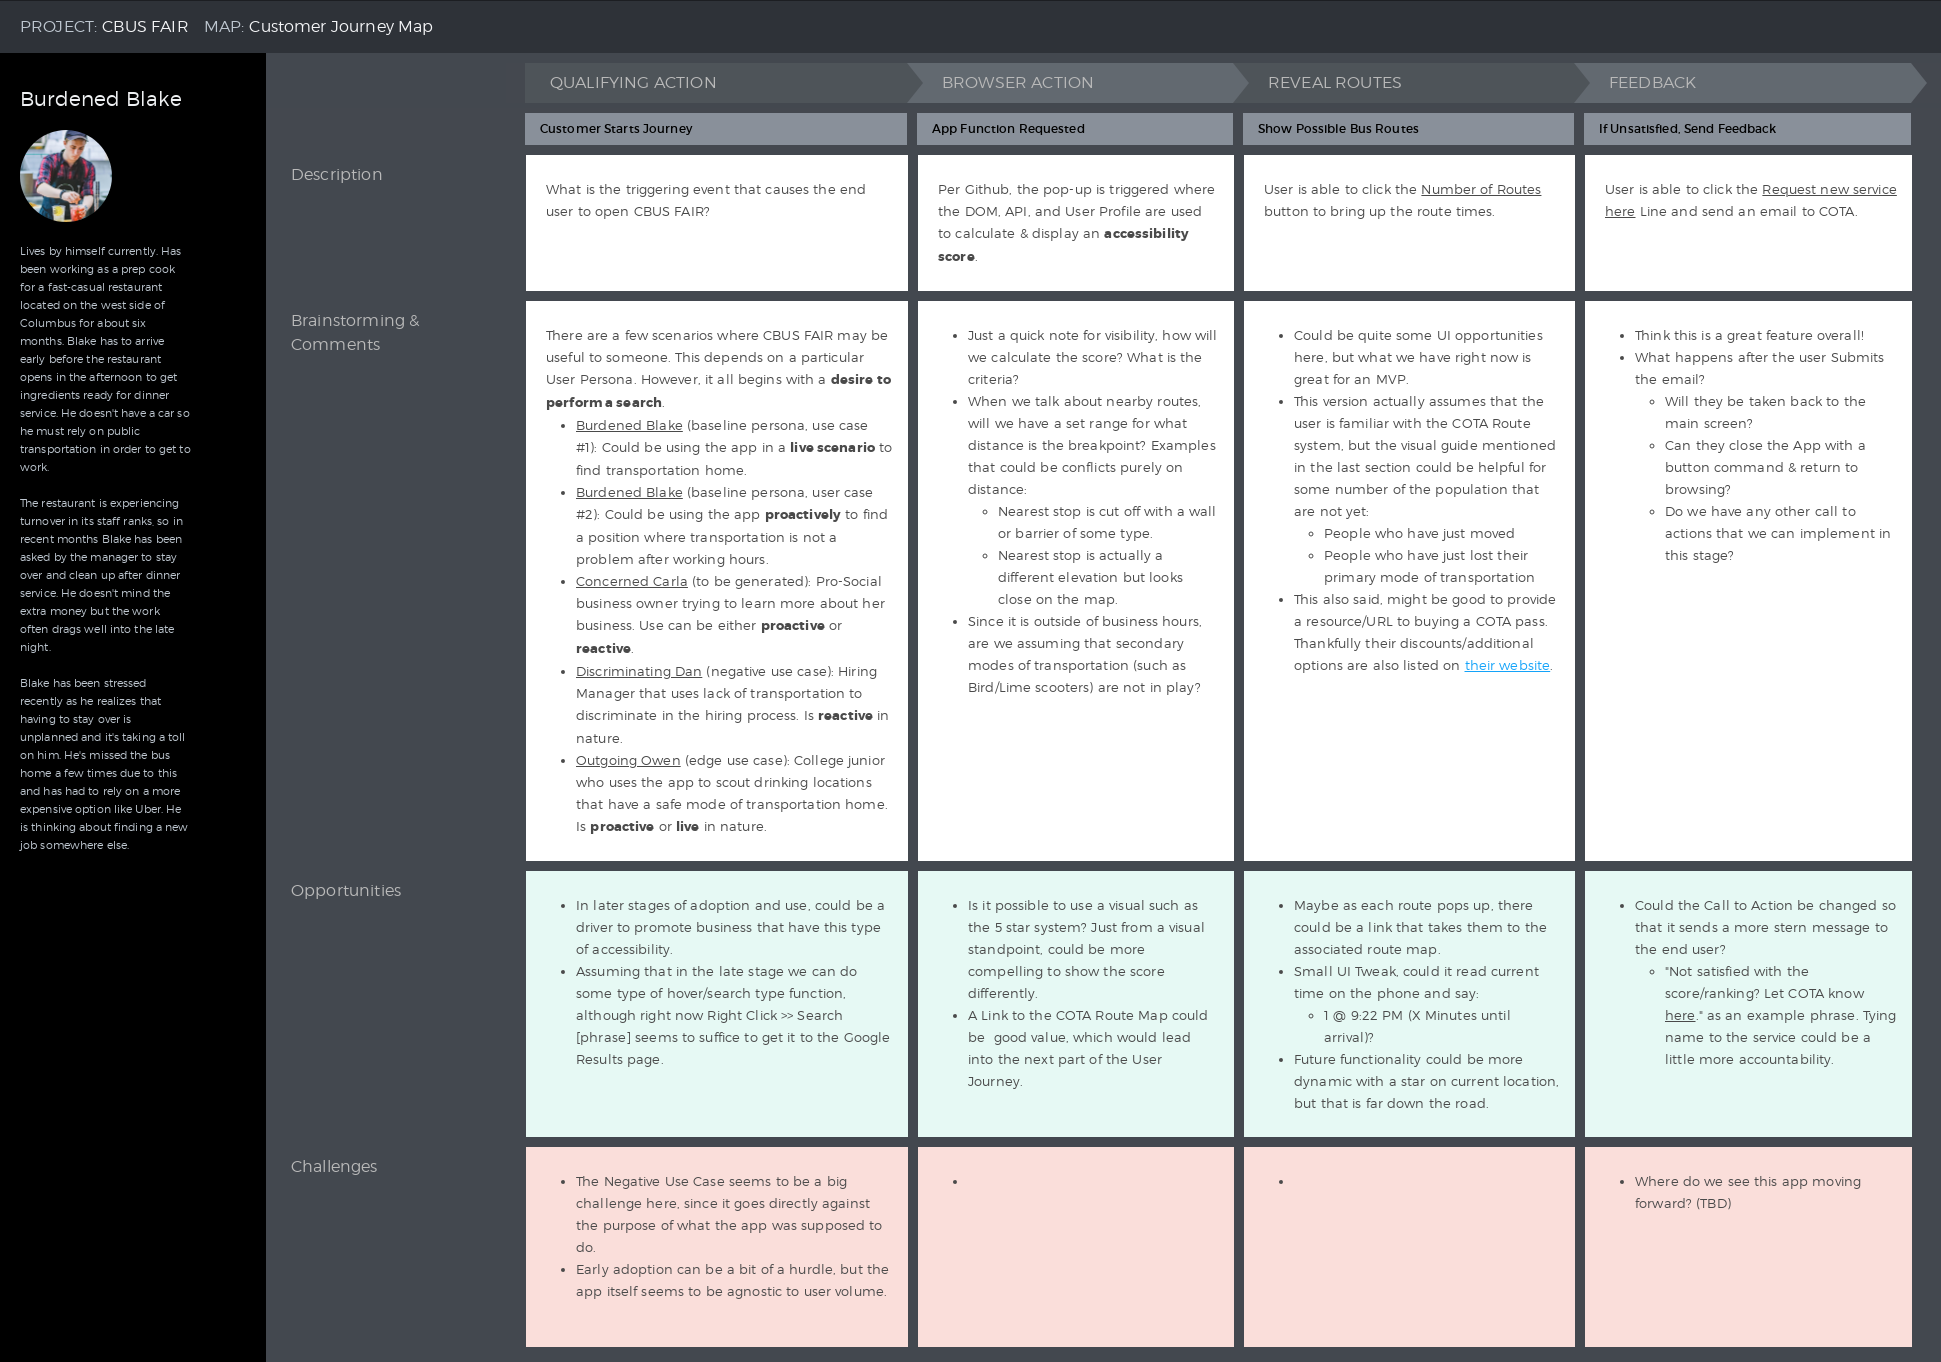 PROJECT: CBUS FAIR MAP: Customer Journey Map
Burdened Blake
Lives by himself currently. Has
been working as a prep cook
for a fast-casual restaurant
located on the west side of
Columbus for about six
months. Blake has to arrive
early before the restaurant
opens in the afternoon to get
ingredients ready for dinner
service. He doesn't have a car so
he must rely on public
transportation in order to get to
work.
The restaurant is experiencing
turnover in its staff ranks, so in
recent months Blake has been
asked by the manager to stay
over and clean up after dinner
service. He doesn't mind the
extra money but the work
often drags well into the late
night.
Blake has been stressed
recently as he realizes that
having to stay over is
unplanned and it's taking a toll
on him. He's missed the bus
home a few times due to this
and has had to rely on a more
expensive option like Uber. He
is thinking about finding a new
job somewhere else.
QUALIFYING ACTION
BROWSER ACTION
REVEAL ROUTES
FEEDBACK
Customer Starts Journey
App Function Requested
Show Possible Bus Routes
If Unsatisfied, Send Feedback
Description
What is the triggering event that causes the end
user to open CBUS FAIR?
Per Github, the pop-up is triggered where
the DOM, API, and User Profile are used
to calculate & display an accessibility
score.
User is able to click the Number of Routes
button to bring up the route times.
User is able to click the Request new service
here Line and send an email to COTA.
Brainstorming &
Comments
There are a few scenarios where CBUS FAIR may be
useful to someone. This depends on a particular
User Persona. However, it all begins with a desire to
perform a search.
• Burdened Blake (baseline persona, use case
#1): Could be using the app in a live scenario to
find transportation home.
• Burdened Blake (baseline persona, user case
#2): Could be using the app proactively to find
a position where transportation is not a
problem after working hours.
• Concerned Carla (to be generated): Pro-Social
business owner trying to learn more about her
business. Use can be either proactive or
reactive.
• Discriminating Dan (negative use case): Hiring
Manager that uses lack of transportation to
discriminate in the hiring process. Is reactive in
nature.
• Outgoing Owen (edge use case): College junior
who uses the app to scout drinking locations
that have a safe mode of transportation home.
Is proactive or live in nature.
• Just a quick note for visibility, how will
we calculate the score? What is the
criteria?
• When we talk about nearby routes,
will we have a set range for what
distance is the breakpoint? Examples
that could be conflicts purely on
distance:
◦ Nearest stop is cut off with a wall
or barrier of some type.
◦ Nearest stop is actually a
different elevation but looks
close on the map.
• Since it is outside of business hours,
are we assuming that secondary
modes of transportation (such as
Bird/Lime scooters) are not in play?
• Could be quite some UI opportunities
here, but what we have right now is
great for an MVP.
• This version actually assumes that the
user is familiar with the COTA Route
system, but the visual guide mentioned
in the last section could be helpful for
some number of the population that
are not yet:
◦ People who have just moved
◦ People who have just lost their
primary mode of transportation
• This also said, might be good to provide
a resource/URL to buying a COTA pass.
Thankfully their discounts/additional
options are also listed on their website.
• Think this is a great feature overall!
• What happens after the user Submits
the email?
◦ Will they be taken back to the
main screen?
◦ Can they close the App with a
button command & return to
browsing?
◦ Do we have any other call to
actions that we can implement in
this stage?
Opportunities
• In later stages of adoption and use, could be a
driver to promote business that have this type
of accessibility.
• Assuming that in the late stage we can do
some type of hover/search type function,
although right now Right Click >> Search
[phrase] seems to suffice to get it to the Google
Results page.
• Is it possible to use a visual such as
the 5 star system? Just from a visual
standpoint, could be more
compelling to show the score
differently.
• A Link to the COTA Route Map could
be good value, which would lead
into the next part of the User
Journey.
• Maybe as each route pops up, there
could be a link that takes them to the
associated route map.
• Small UI Tweak, could it read current
time on the phone and say:
◦ 1 @ 9:22 PM (X Minutes until
arrival)?
• Future functionality could be more
dynamic with a star on current location,
but that is far down the road.
• Could the Call to Action be changed so
that it sends a more stern message to
the end user?
◦ "Not satisfied with the
score/ranking? Let COTA know
here." as an example phrase. Tying
name to the service could be a
little more accountability.
Challenges
• The Negative Use Case seems to be a big
challenge here, since it goes directly against
the purpose of what the app was supposed to
do.
• Early adoption can be a bit of a hurdle, but the
app itself seems to be agnostic to user volume.
•
•
• Where do we see this app moving
forward? (TBD)